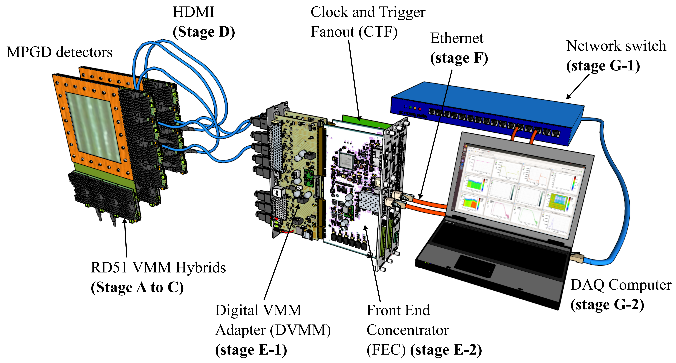 HDMI
(Stage D)
MPGD detectors
Clock and Trigger
Fanout (CTF)
Ethernet
(stage F)
Network switch
(stage G-1)
RD51 VMM Hybrids
(Stage A to C)
Digital VMM
Adapter (DVMM)
(stage E-1)
Front End
Concentrator
(FEC) (stage E-2)
DAQ Computer
(stage G-2)